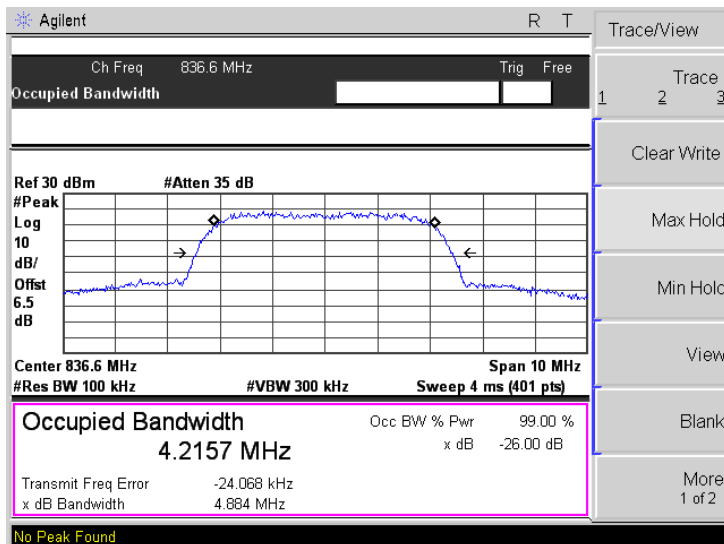 Agilent R T
Trace/View
Ch Freq 836.6 MHz Trig Free
Occupied Bandwidth
Trace
1 2 3
Clear Write
Max Hold
Min Hold
View
Blank
More
1 of 2
Ref 30 dBm #Atten 35 dB
#Peak
Log
10
dB/
Offst
6.5
dB
Center 836.6 MHz Span 10 MHz
#Res BW 100 kHz #VBW 300 kHz Sweep 4 ms (401 pts)
Occupied Bandwidth
4.2157 MHz
Occ BW % Pwr 99.00 %
x dB -26.00 dB
Transmit Freq Error -24.068 kHz
x dB Bandwidth 4.884 MHz
No Peak Found